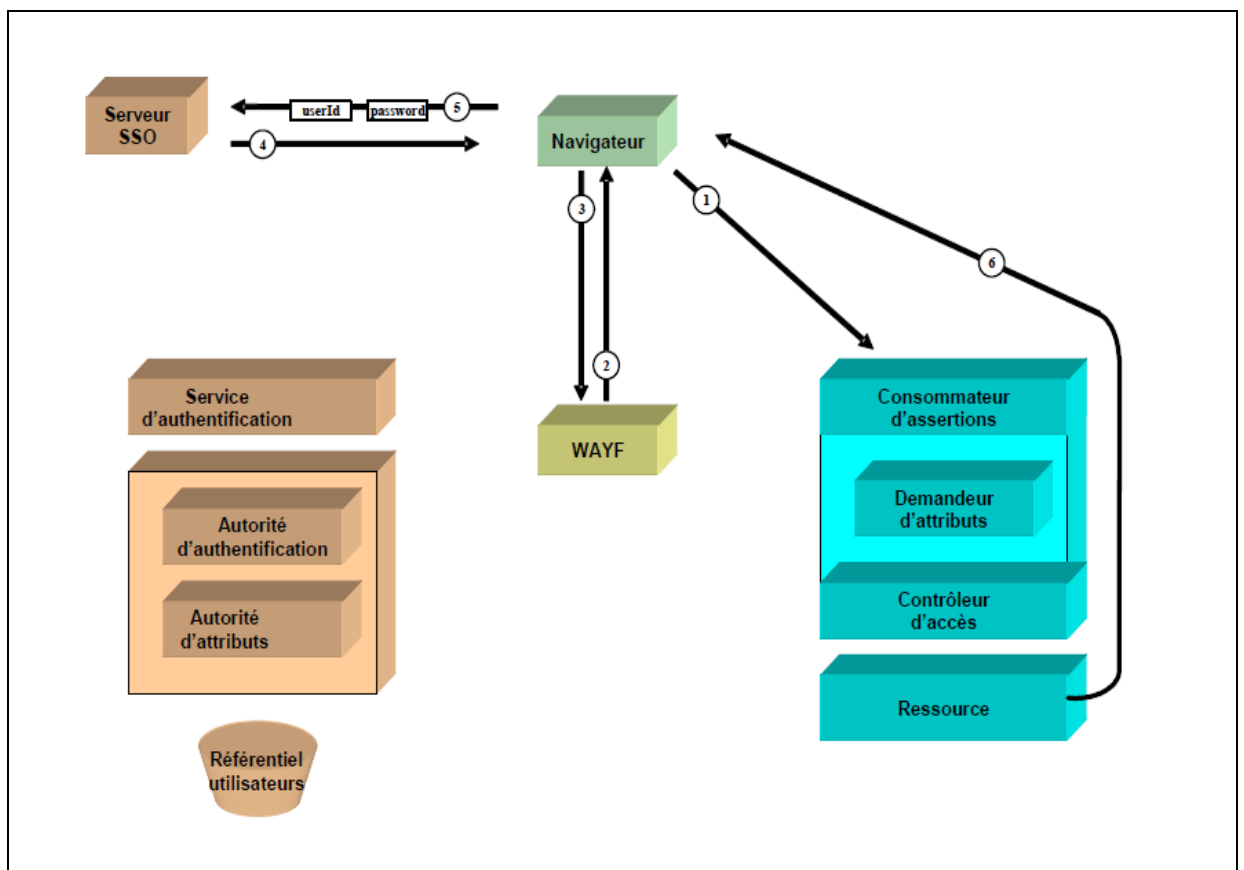 Serveur
SSO
userId
password
5
4
Navigateur
3
1
6
2
Service
d'authentification
WAYF
Consommateur
d'assertions
Autorité
d'authentification
Demandeur
d'attributs
Autorité
d'attributs
Contrôleur
d'accès
Ressource
Référentiel
utilisateurs